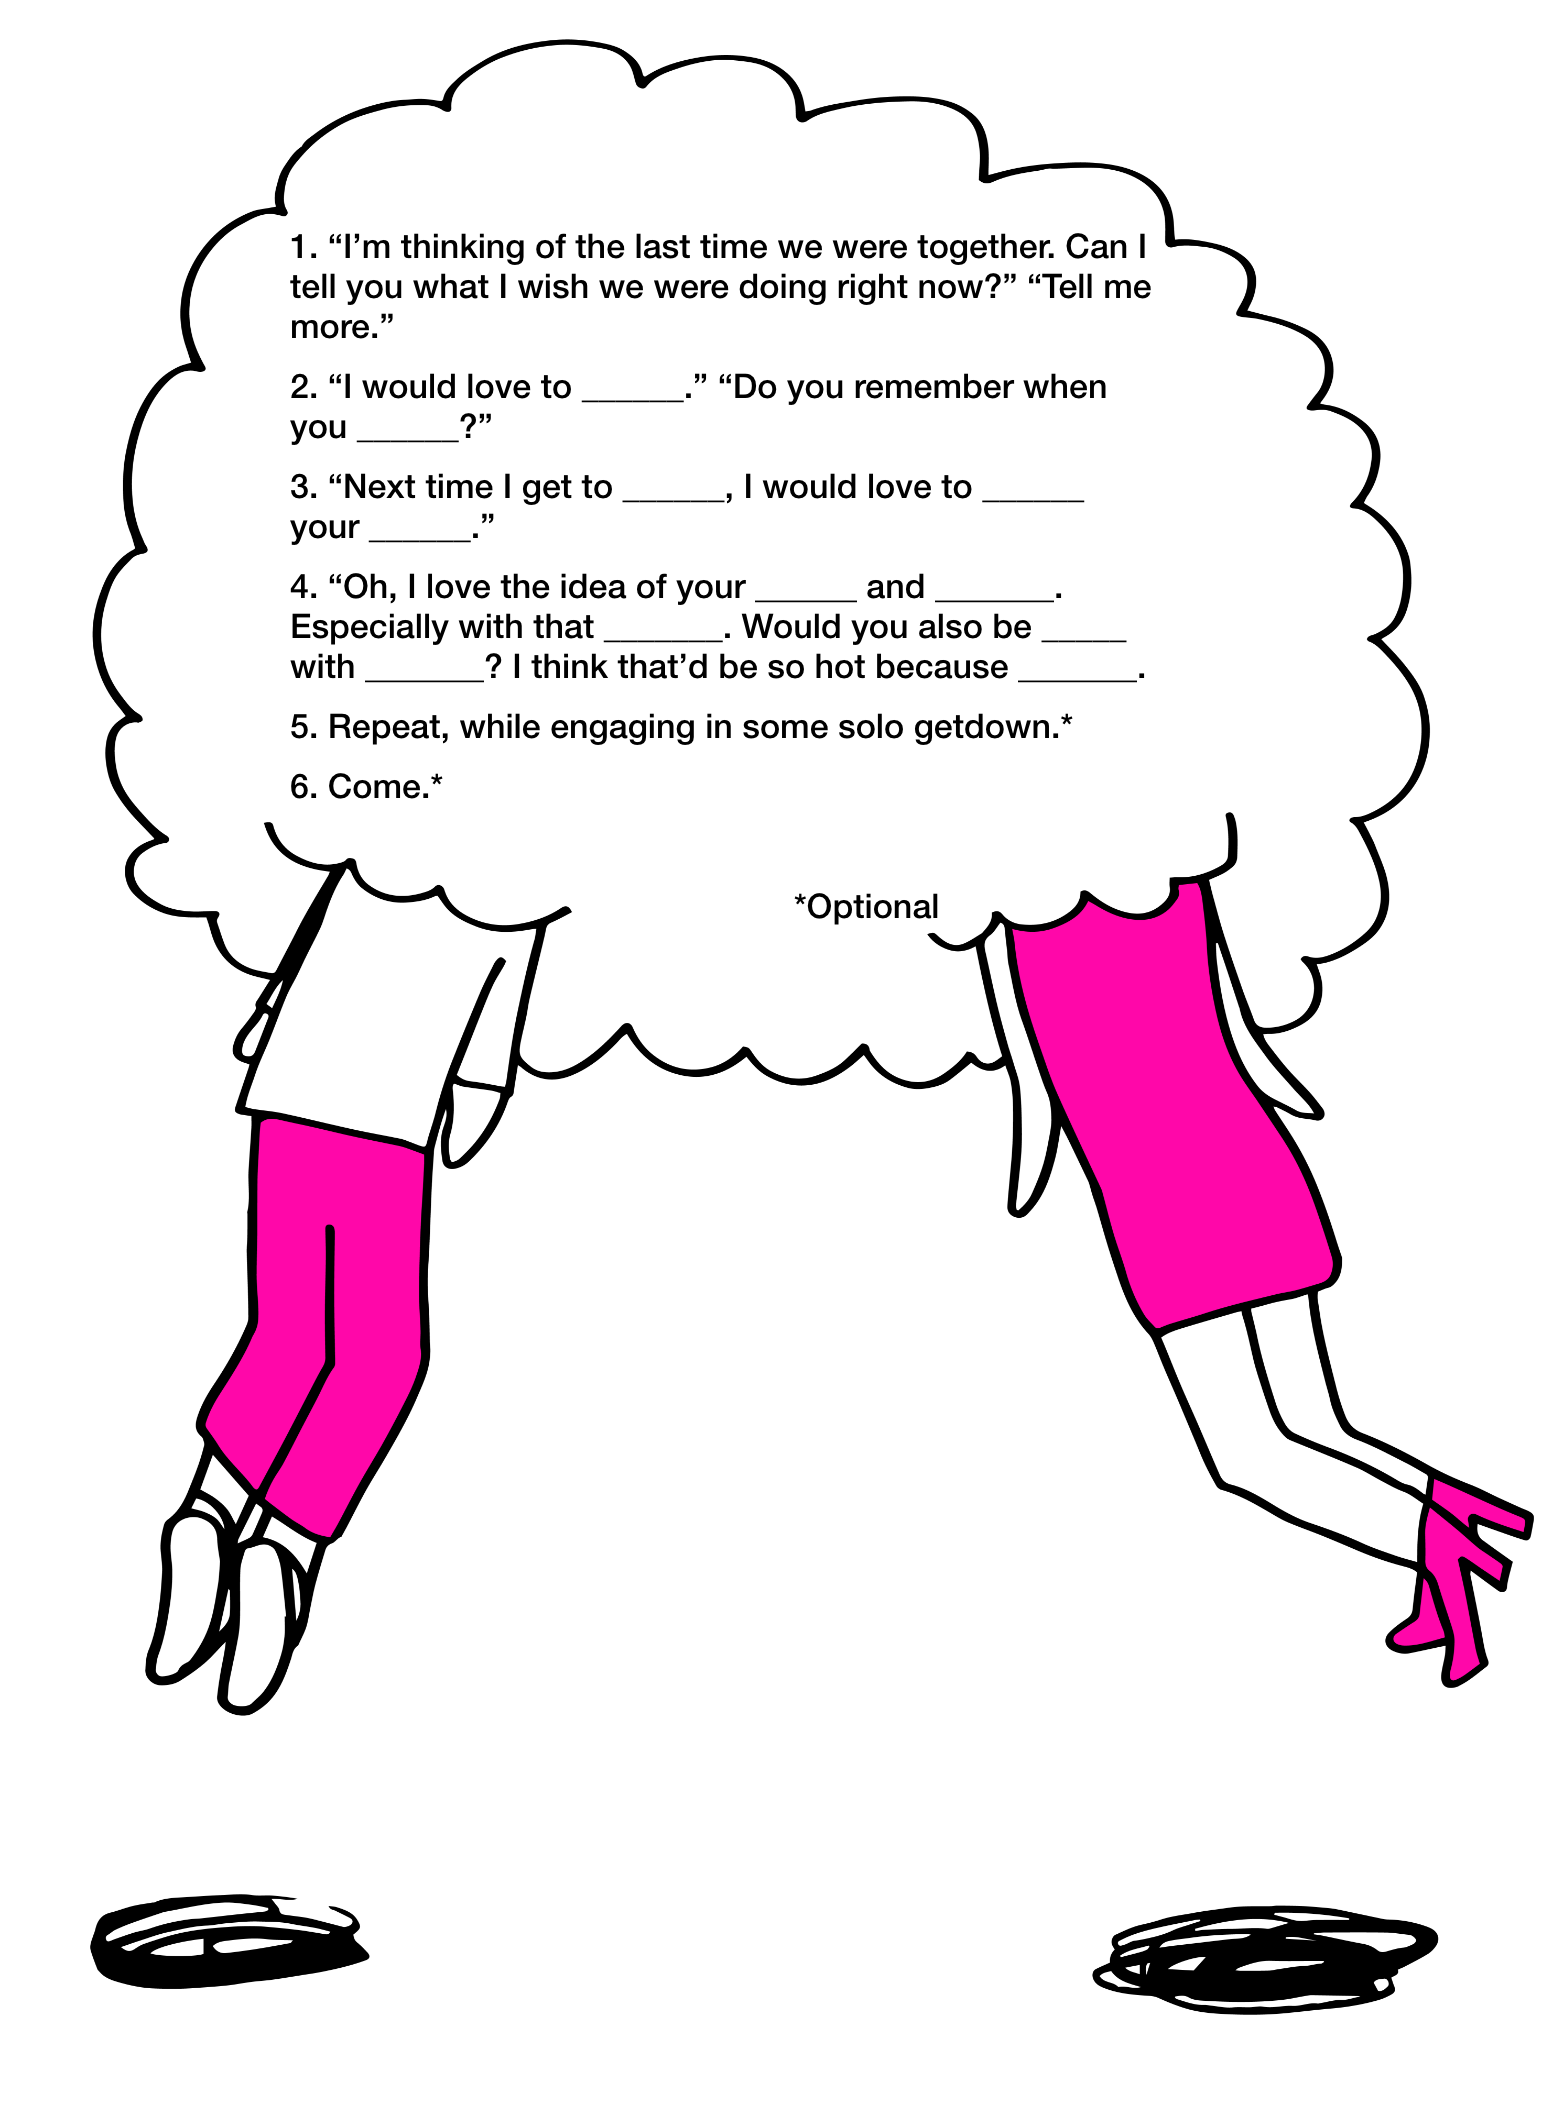 1. “I’m thinking of the last time we were together. Can I
tell you what I wish we were doing right now?” “Tell me
more.”
2. “I would love to ______.” “Do you remember when
you ______?”
3. “Next time I get to ______, I would love to ______
your ______.”
4. “Oh, I love the idea of your ______ and _______.
Especially with that _______. Would you also be _____
with _______? I think that’d be so hot because _______.
5. Repeat, while engaging in some solo getdown.*
6. Come.*
*Optional